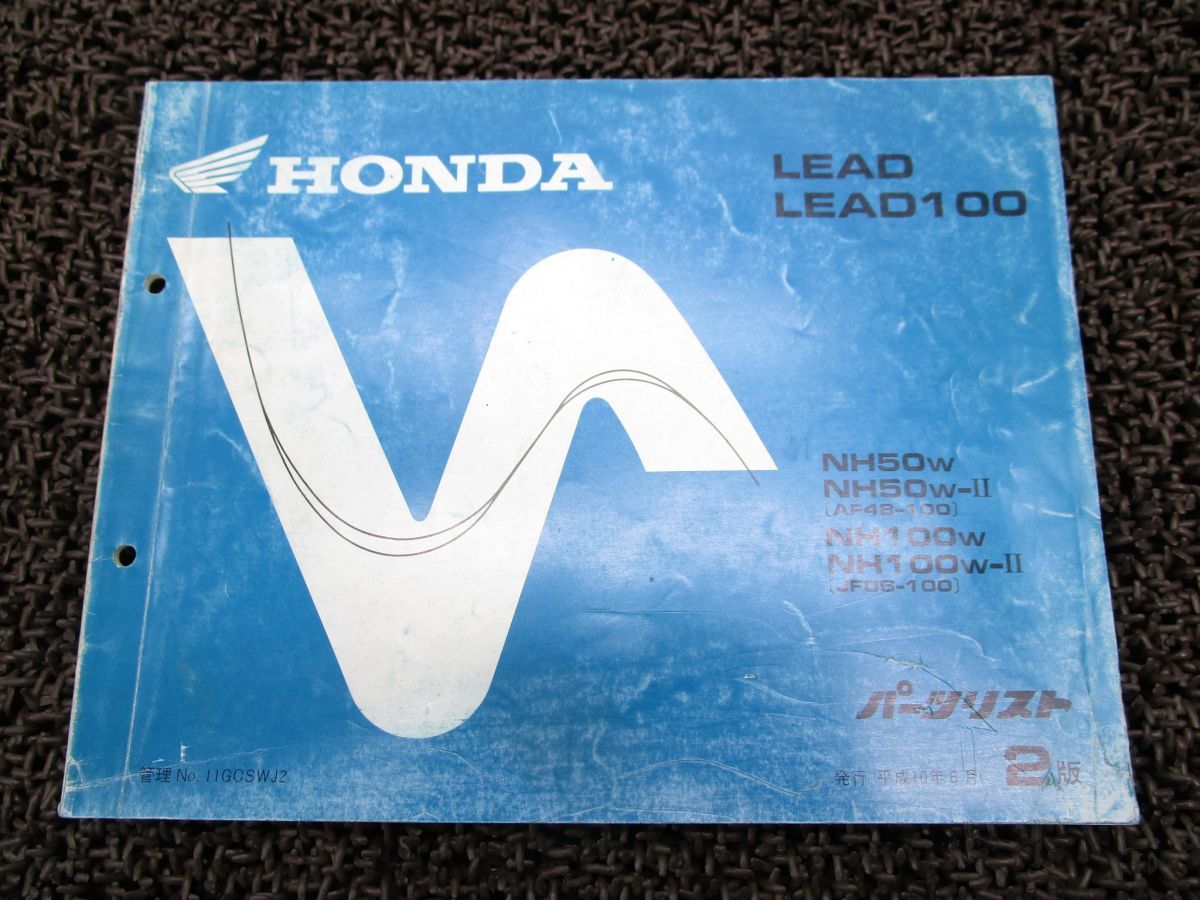 HONDA
LEAD
LEAD100
NH50W
NH50W-II
(AF48-100)
NH100W
NH100W-II
(JF06-100)
パーツリスト
管理 No. 11GCSWJ2
発行 平成10年6月 2版